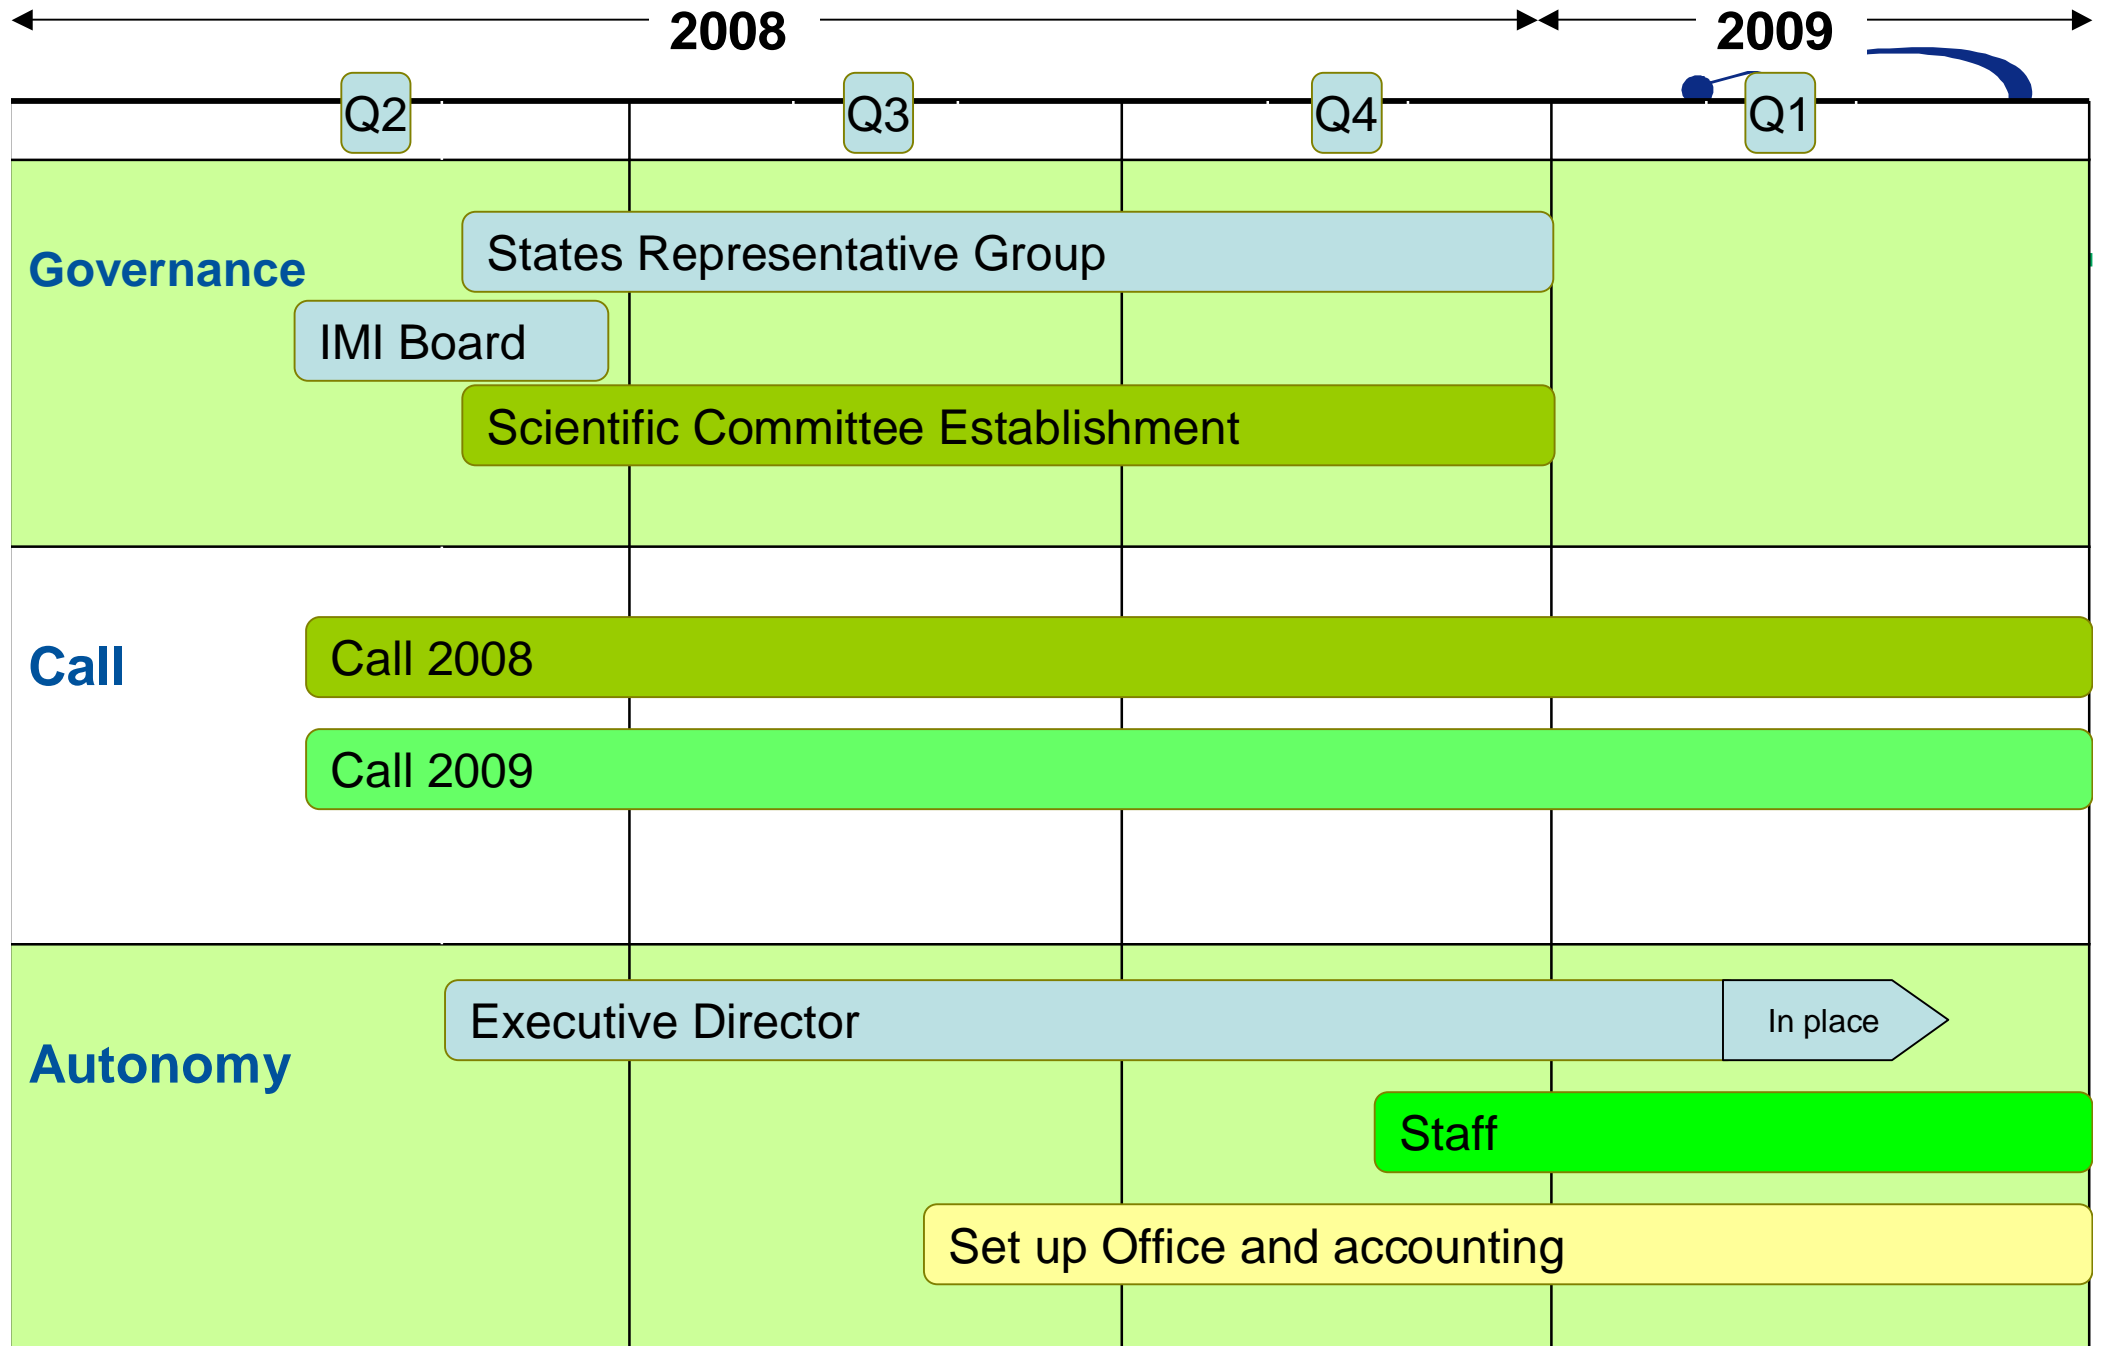 2008
2009
Q2
Q3
Q4
Q1
Governance
States Representative Group
IMI Board
Scientific Committee Establishment
Call
Call 2008
Call 2009
Autonomy
Executive Director
In place
Staff
Set up Office and accounting